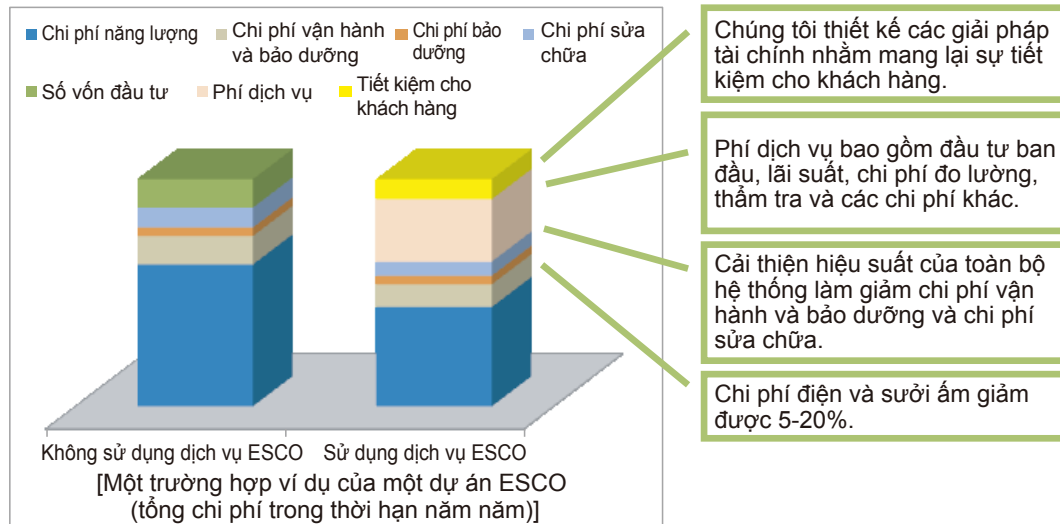 Chi phí năng lượng
Chi phí vận hành
và bảo dưỡng
Chi phí bảo
dưỡng
Chi phí sửa
chữa
Số vốn đầu tư
Phí dịch vụ
Tiết kiệm cho
khách hàng
Không sử dụng dịch vụ ESCO
Sử dụng dịch vụ ESCO
[Một trường hợp ví dụ của một dự án ESCO
(tổng chi phí trong thời hạn năm năm)]
Chúng tôi thiết kế các giải pháp
tài chính nhằm mang lại sự tiết
kiệm cho khách hàng.
Phí dịch vụ bao gồm đầu tư ban
đầu, lãi suất, chi phí đo lường,
thẩm tra và các chi phí khác.
Cải thiện hiệu suất của toàn bộ
hệ thống làm giảm chi phí vận
hành và bảo dưỡng và chi phí
sửa chữa.
Chi phí điện và sưởi ấm giảm
được 5-20%.